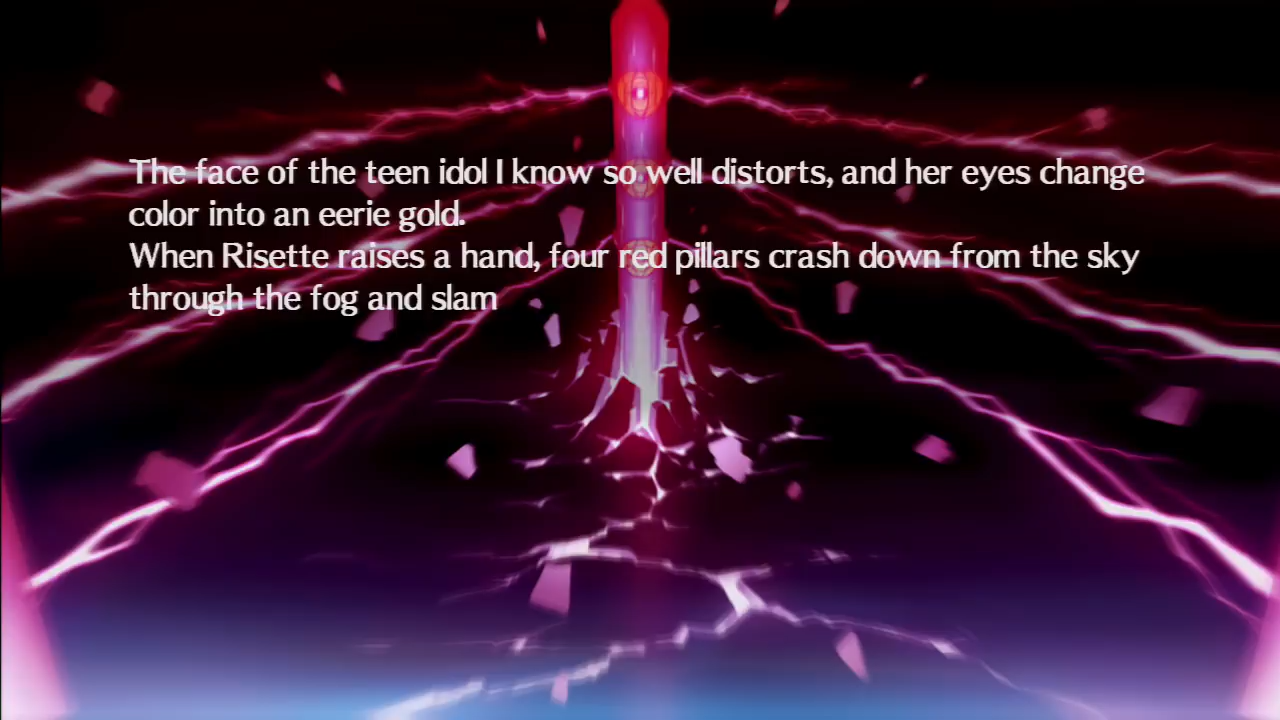 The face of the teen idol I know so well distorts, and her eyes change
color into an eerie gold.
When Risette raises a hand, four red pillars crash down from the sky
through the fog and slam